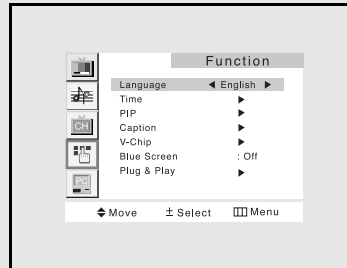 Function
Language ◀ English ▶
Time ▶
PIP ▶
Caption ▶
V-Chip ▶
Blue Screen : Off
Plug & Play ▶
CH
PC
Move ± Select Menu